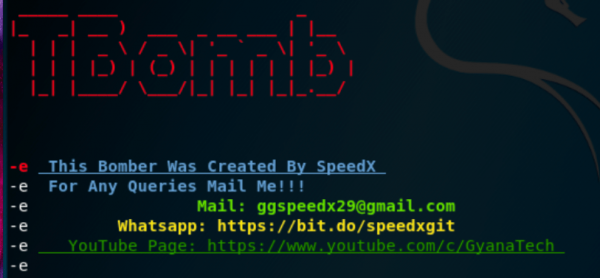 TBomb
-e This Bomber Was Created By SpeedX
-e For Any Queries Mail Me!!!
-e Mail: ggspeedx29@gmail.com
-e Whatsapp: https://bit.do/speedxgit
-e YouTube Page: https://www.youtube.com/c/GyanaTech
-e